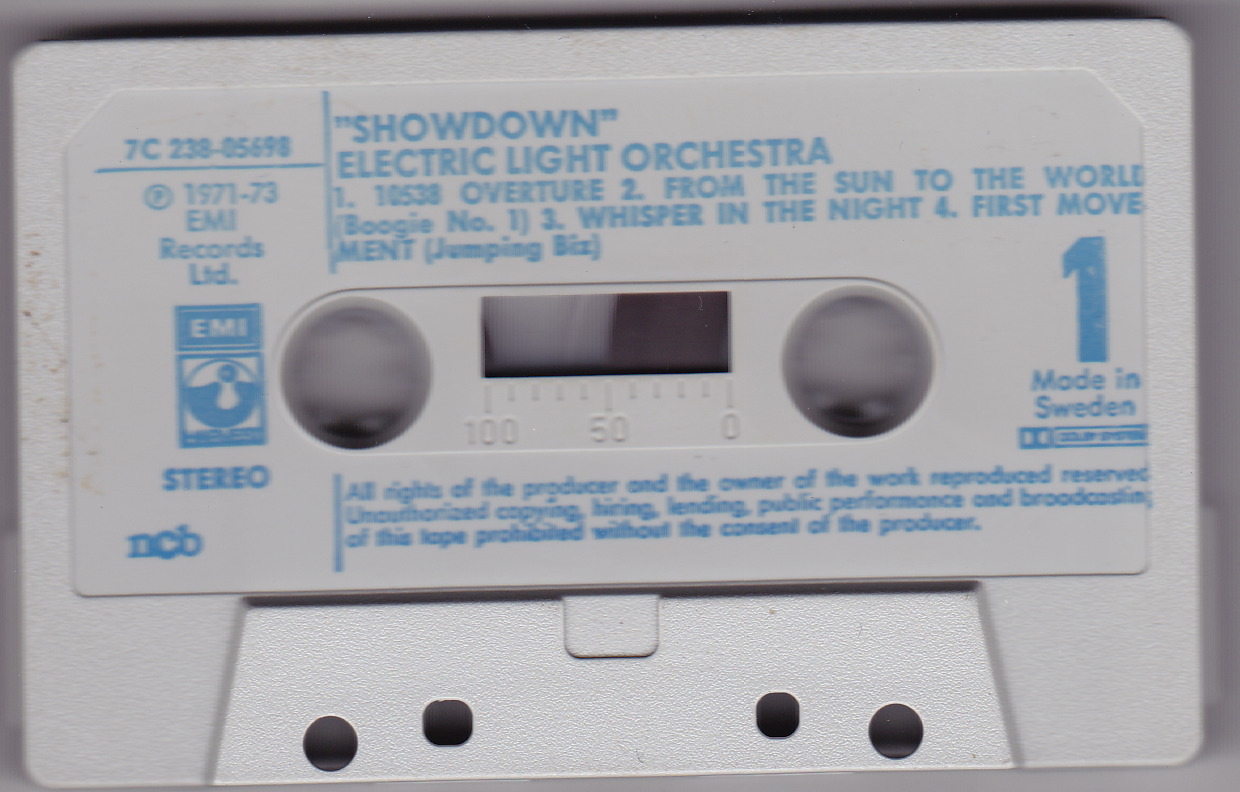 7C 238-05698
℗ 1971-73
EMI
Records
Ltd.
EMI
STEREO
ncb
"SHOWDOWN"
ELECTRIC LIGHT ORCHESTRA
1. 10538 OVERTURE 2. FROM THE SUN TO THE WORLD
(Boogie No. 1) 3. WHISPER IN THE NIGHT 4. FIRST MOVE
MENT (Jumping Biz)
1
Made in
Sweden
DOLBY SYSTEM
100 50 0
All rights of the producer and the owner of the work reproduced reserved
Unauthorized copying, hiring, lending, public performance and broadcasting
of this tape prohibited without the consent of the producer.